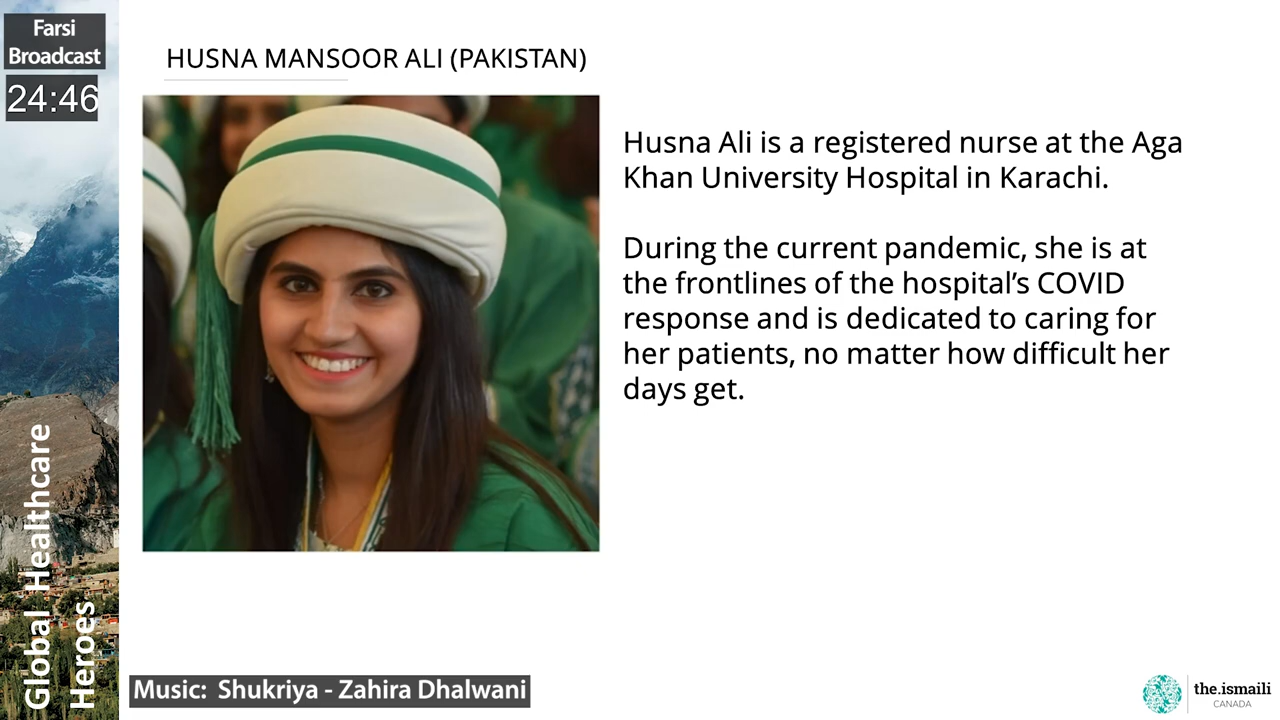 Farsi
Broadcast
24:46
HUSNA MANSOOR ALI (PAKISTAN)
Husna Ali is a registered nurse at the Aga
Khan University Hospital in Karachi.
During the current pandemic, she is at
the frontlines of the hospital’s COVID
response and is dedicated to caring for
her patients, no matter how difficult her
days get.
Global Healthcare
Heroes
Music: Shukriya - Zahira Dhalwani
the.ismaili
CANADA